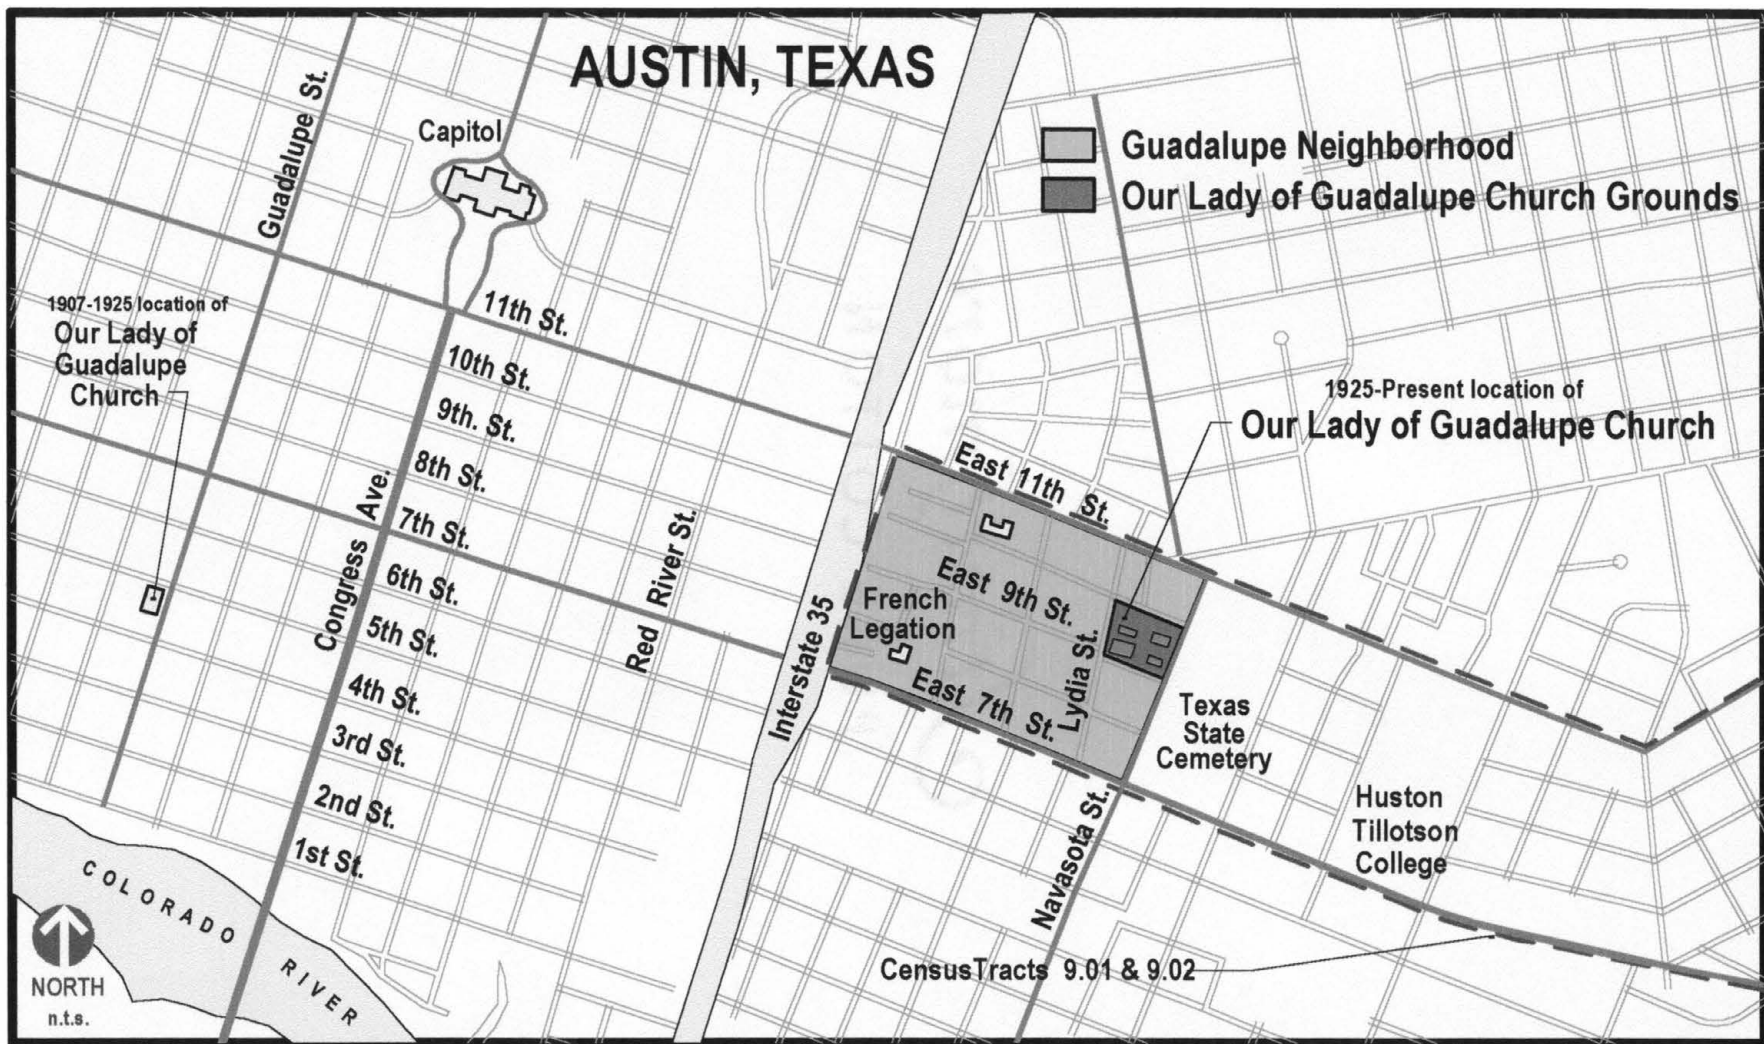 AUSTIN, TEXAS
Guadalupe St.
Capitol
Guadalupe Neighborhood
Our Lady of Guadalupe Church Grounds
1907-1925 location of
Our Lady of
Guadalupe
Church
11th St.
10th St.
9th. St.
8th St.
7th St.
6th St.
5th St.
4th St.
3rd St.
2nd St.
1st St.
Congress Ave.
Red River St.
Interstate 35
1925-Present location of
Our Lady of Guadalupe Church
East 11th St.
East 9th St.
French
Legation
East 7th St.
Lydia St.
Texas
State
Cemetery
Navasota St.
Huston
Tillotson
College
CensusTracts 9.01 & 9.02
COLORADO RIVER
NORTH
n.t.s.